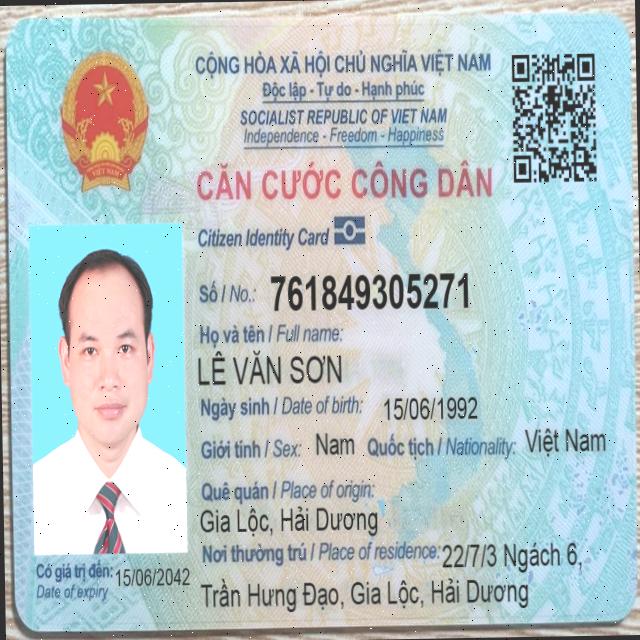 CỘNG HÒA XÃ HỘI CHỦ NGHĨA VIỆT NAM
Độc lập - Tự do - Hạnh phúc
SOCIALIST REPUBLIC OF VIET NAM
Independence - Freedom - Happiness
CĂN CƯỚC CÔNG DÂN
Citizen Identity Card
Số / No.: 761849305271
Họ và tên / Full name:
LÊ VĂN SƠN
Ngày sinh / Date of birth: 15/06/1992
Giới tính / Sex: Nam Quốc tịch / Nationality: Việt Nam
Quê quán / Place of origin:
Gia Lộc, Hải Dương
Nơi thường trú / Place of residence: 22/7/3 Ngách 6,
Trần Hưng Đạo, Gia Lộc, Hải Dương
Có giá trị đến: 15/06/2042
Date of expiry
VIỆT NAM